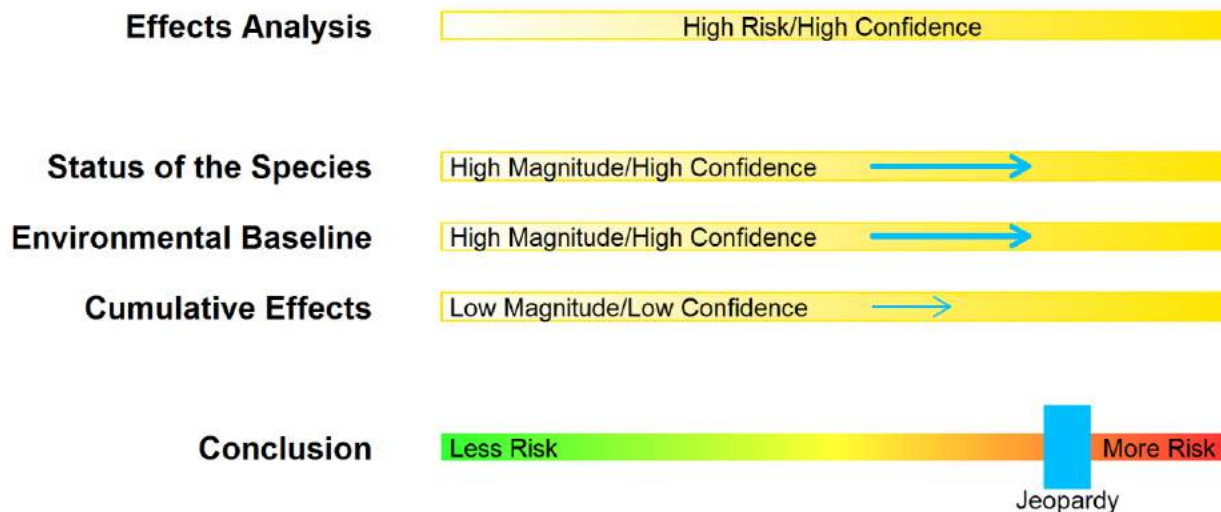 Effects Analysis High Risk/High Confidence
Status of the Species High Magnitude/High Confidence
Environmental Baseline High Magnitude/High Confidence
Cumulative Effects Low Magnitude/Low Confidence
Conclusion Less Risk More Risk
Jeopardy